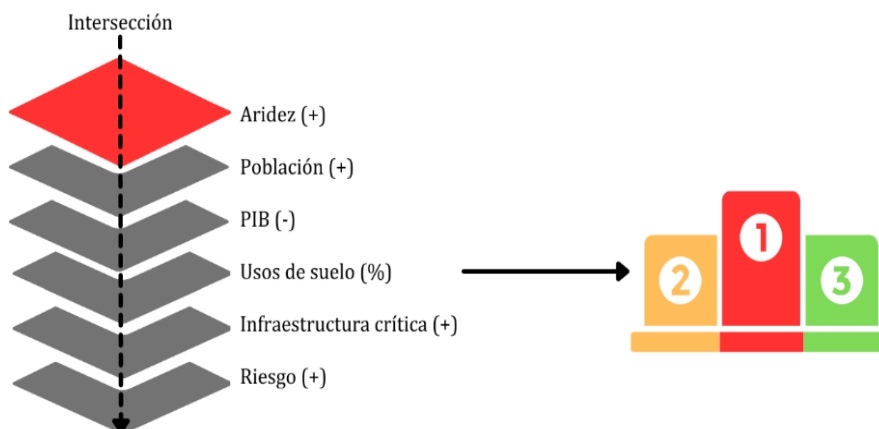 Intersección
Aridez (+)
Población (+)
PIB (-)
Usos de suelo (%)
Infraestructura crítica (+)
Riesgo (+)
1
2
3